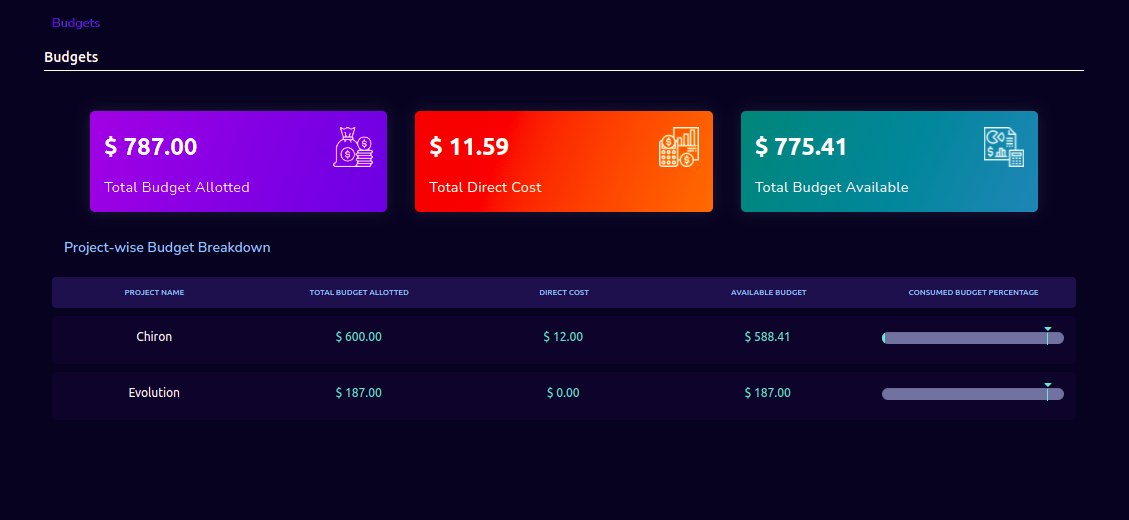 Budgets
Budgets
$ 787.00
Total Budget Allotted
$ 11.59
Total Direct Cost
$ 775.41
Total Budget Available
Project-wise Budget Breakdown
PROJECT NAME TOTAL BUDGET ALLOTTED DIRECT COST AVAILABLE BUDGET CONSUMED BUDGET PERCENTAGE
Chiron $ 600.00 $ 12.00 $ 588.41
Evolution $ 187.00 $ 0.00 $ 187.00